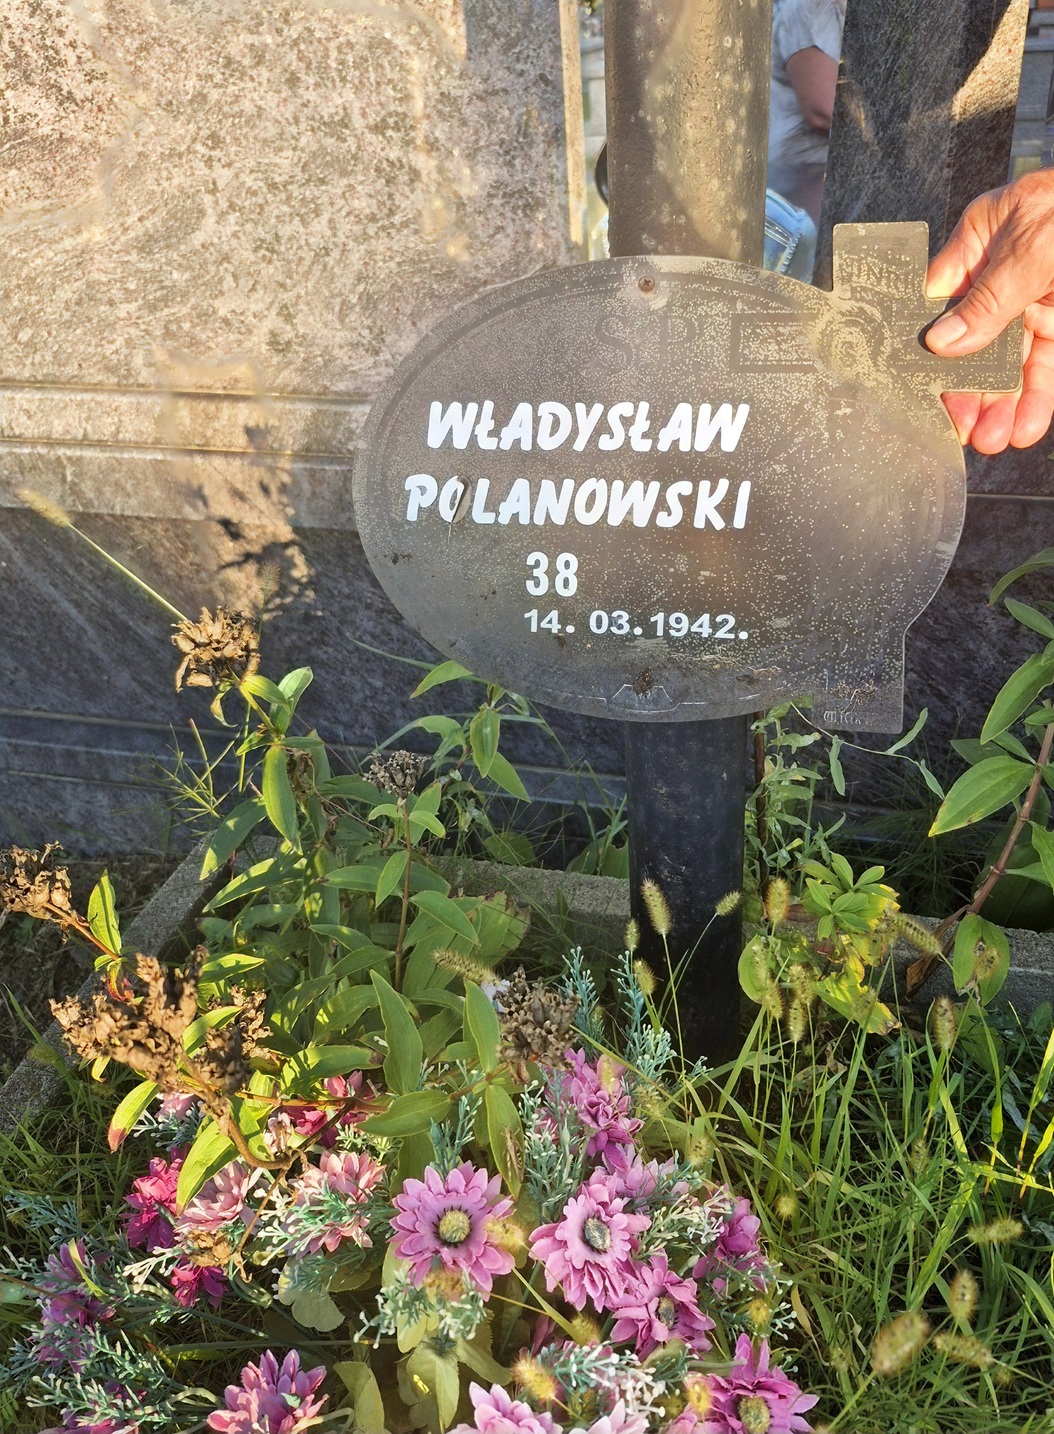 Ś P
WŁADYSŁAW
POLANOWSKI
38
14. 03. 1942.